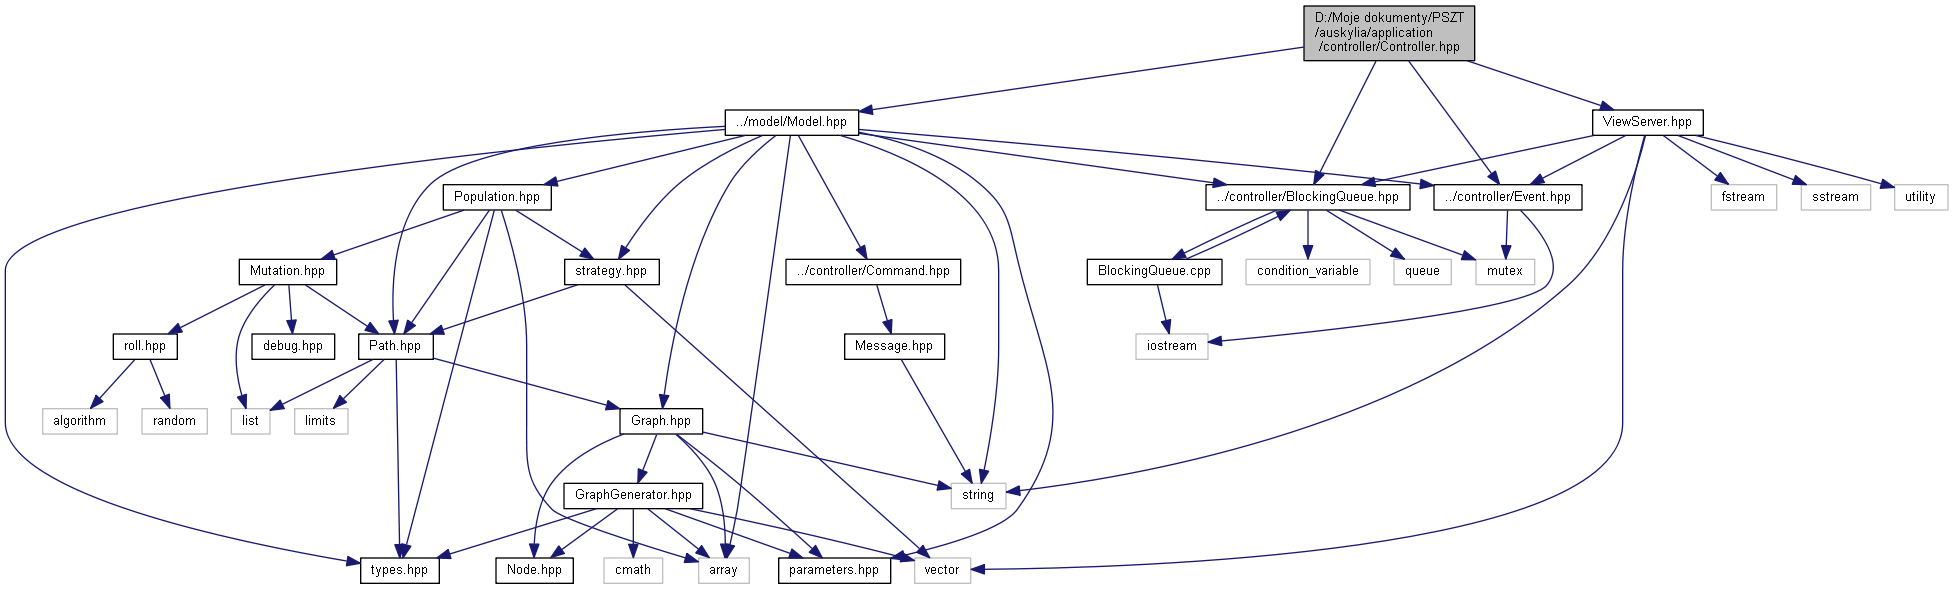 D:/Moje dokumenty/PSZT
/auskylia/application
/controller/Controller.hpp
../model/Model.hpp
ViewServer.hpp
Population.hpp
../controller/BlockingQueue.hpp
../controller/Event.hpp
fstream
sstream
utility
Mutation.hpp
strategy.hpp
../controller/Command.hpp
BlockingQueue.cpp
condition_variable
queue
mutex
roll.hpp
debug.hpp
Path.hpp
Message.hpp
iostream
algorithm
random
list
limits
Graph.hpp
GraphGenerator.hpp
string
types.hpp
Node.hpp
cmath
array
parameters.hpp
vector